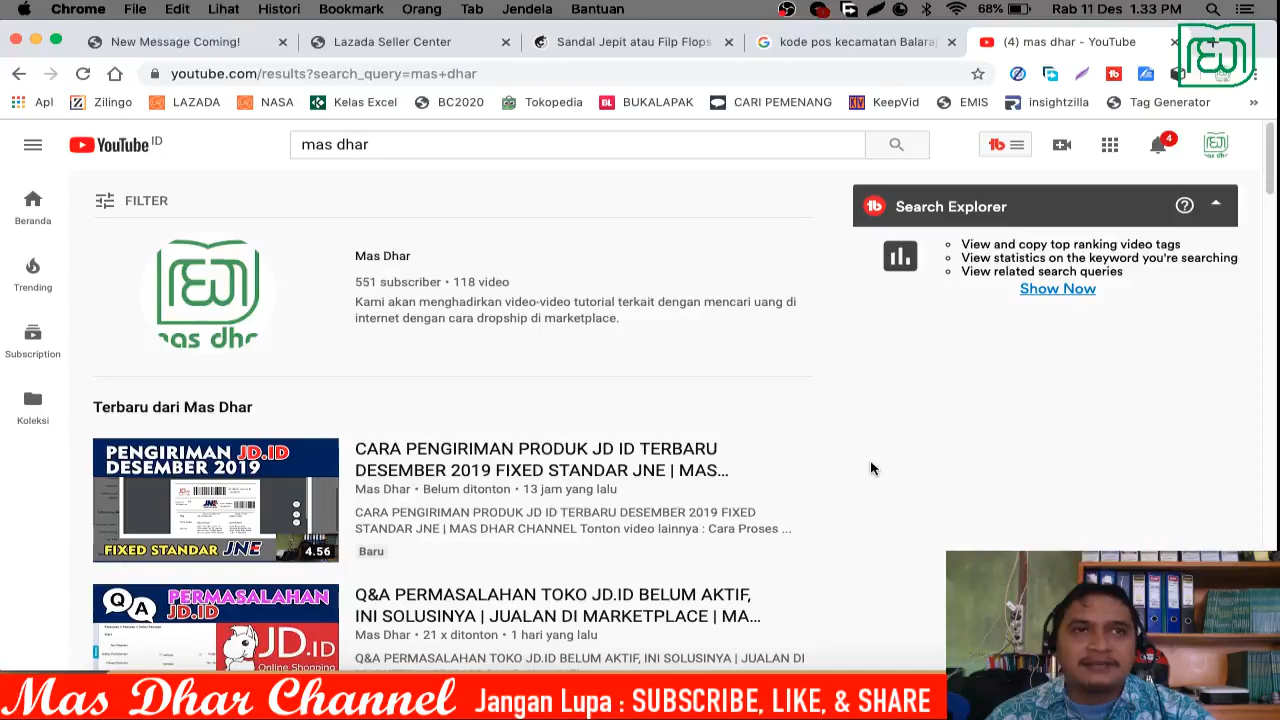 Chrome File Edit Lihat Histori Bookmark Orang Tab Jendela Bantuan 68% Rab 11 Des 1.33 PM
New Message Coming! Lazada Seller Center Sandal Jepit atau Filp Flops kode pos kecamatan Balaraj (4) mas dhar - YouTube
youtube.com/results?search_query=mas+dhar
Apl Zilingo LAZADA NASA Kelas Excel BC2020 Tokopedia BUKALAPAK CARI PEMENANG KeepVid EMIS insightzilla Tag Generator »
YouTube ID mas dhar 4
Beranda
Trending
Subscription
Koleksi
FILTER
mas dhar
Mas Dhar
551 subscriber • 118 video
Kami akan menghadirkan video-video tutorial terkait dengan mencari uang di
internet dengan cara dropship di marketplace.
Search Explorer
View and copy top ranking video tags
View statistics on the keyword you're searching
View related search queries
Show Now
Terbaru dari Mas Dhar
PENGIRIMAN JD.ID
DESEMBER 2019
FIXED STANDAR JNE
4.56
CARA PENGIRIMAN PRODUK JD ID TERBARU
DESEMBER 2019 FIXED STANDAR JNE | MAS...
Mas Dhar • Belum ditonton • 13 jam yang lalu
CARA PENGIRIMAN PRODUK JD ID TERBARU DESEMBER 2019 FIXED
STANDAR JNE | MAS DHAR CHANNEL Tonton video lainnya : Cara Proses ...
Baru
Q A PERMASALAHAN
JD.ID
JD.ID
Online Shopping
Q&A PERMASALAHAN TOKO JD.ID BELUM AKTIF,
INI SOLUSINYA | JUALAN DI MARKETPLACE | MA...
Mas Dhar • 21 x ditonton • 1 hari yang lalu
Q&A PERMASALAHAN TOKO JD.ID BELUM AKTIF, INI SOLUSINYA | JUALAN DI
Mas Dhar Channel Jangan Lupa : SUBSCRIBE, LIKE, & SHARE